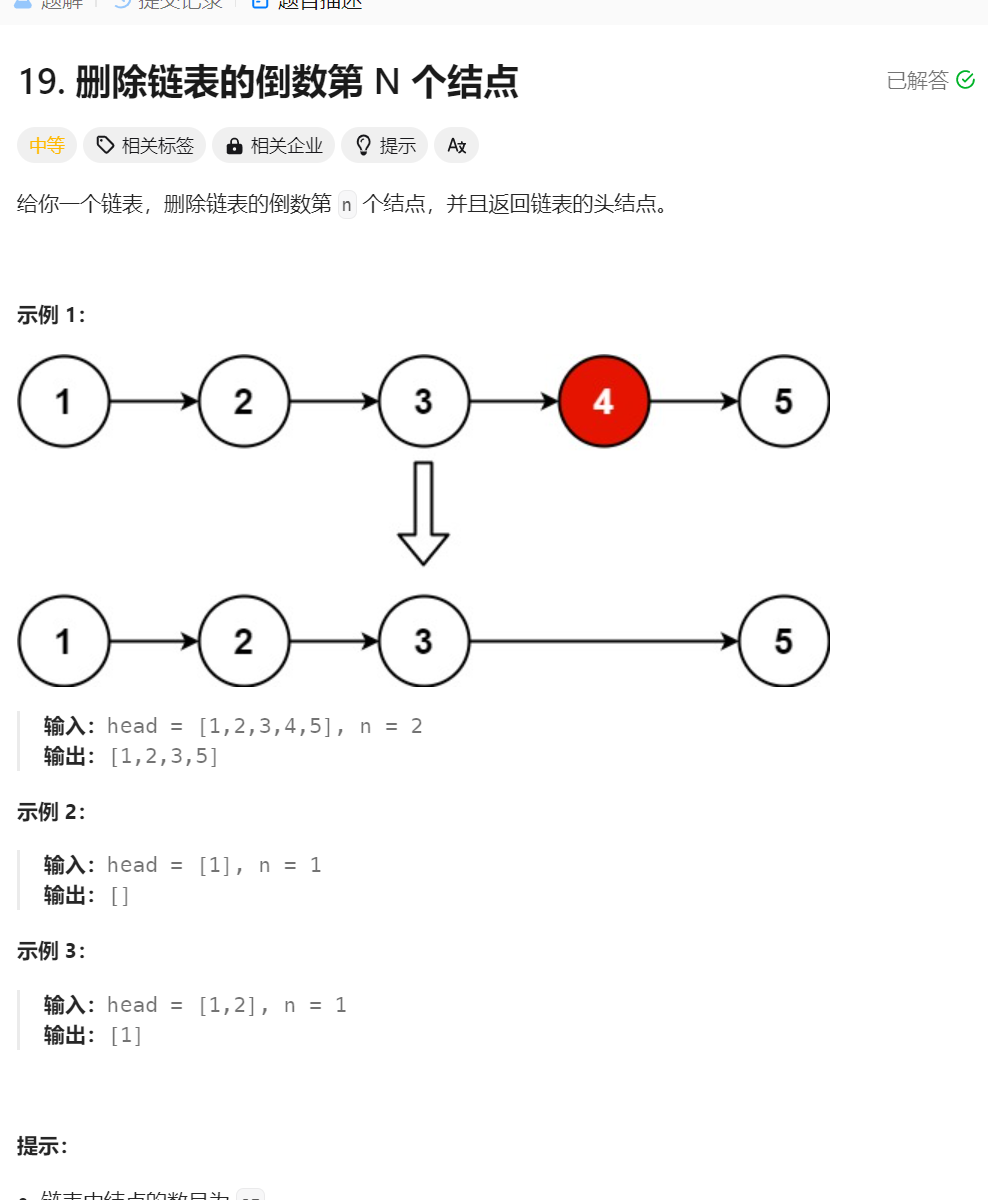 题解 提交记录 题目描述
19. 删除链表的倒数第 N 个结点
已解答
中等 相关标签 相关企业 提示
给你一个链表，删除链表的倒数第 n 个结点，并且返回链表的头结点。
示例 1：
1 2 3 4 5
1 2 3 5
输入：head = [1,2,3,4,5], n = 2
输出：[1,2,3,5]
示例 2：
输入：head = [1], n = 1
输出：[]
示例 3：
输入：head = [1,2], n = 1
输出：[1]
提示：
链表中结点的数目为